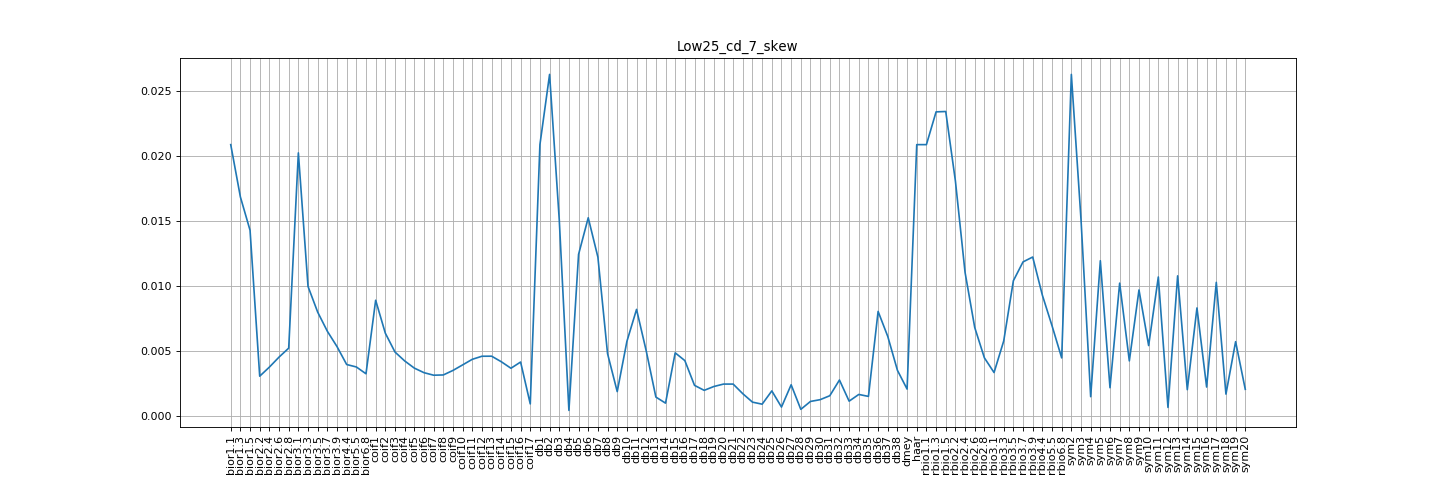 Low25_cd_7_skew
0.025
0.020
0.015
0.010
0.005
0.000
bior1.1
bior1.3
bior1.5
bior2.2
bior2.4
bior2.6
bior2.8
bior3.1
bior3.3
bior3.5
bior3.7
bior3.9
bior4.4
bior5.5
bior6.8
coif1
coif2
coif3
coif4
coif5
coif6
coif7
coif8
coif9
coif10
coif11
coif12
coif13
coif14
coif15
coif16
coif17
db1
db2
db3
db4
db5
db6
db7
db8
db9
db10
db11
db12
db13
db14
db15
db16
db17
db18
db19
db20
db21
db22
db23
db24
db25
db26
db27
db28
db29
db30
db31
db32
db33
db34
db35
db36
db37
db38
dmey
haar
rbio1.1
rbio1.3
rbio1.5
rbio2.2
rbio2.4
rbio2.6
rbio2.8
rbio3.1
rbio3.3
rbio3.5
rbio3.7
rbio3.9
rbio4.4
rbio5.5
rbio6.8
sym2
sym3
sym4
sym5
sym6
sym7
sym8
sym9
sym10
sym11
sym12
sym13
sym14
sym15
sym16
sym17
sym18
sym19
sym20